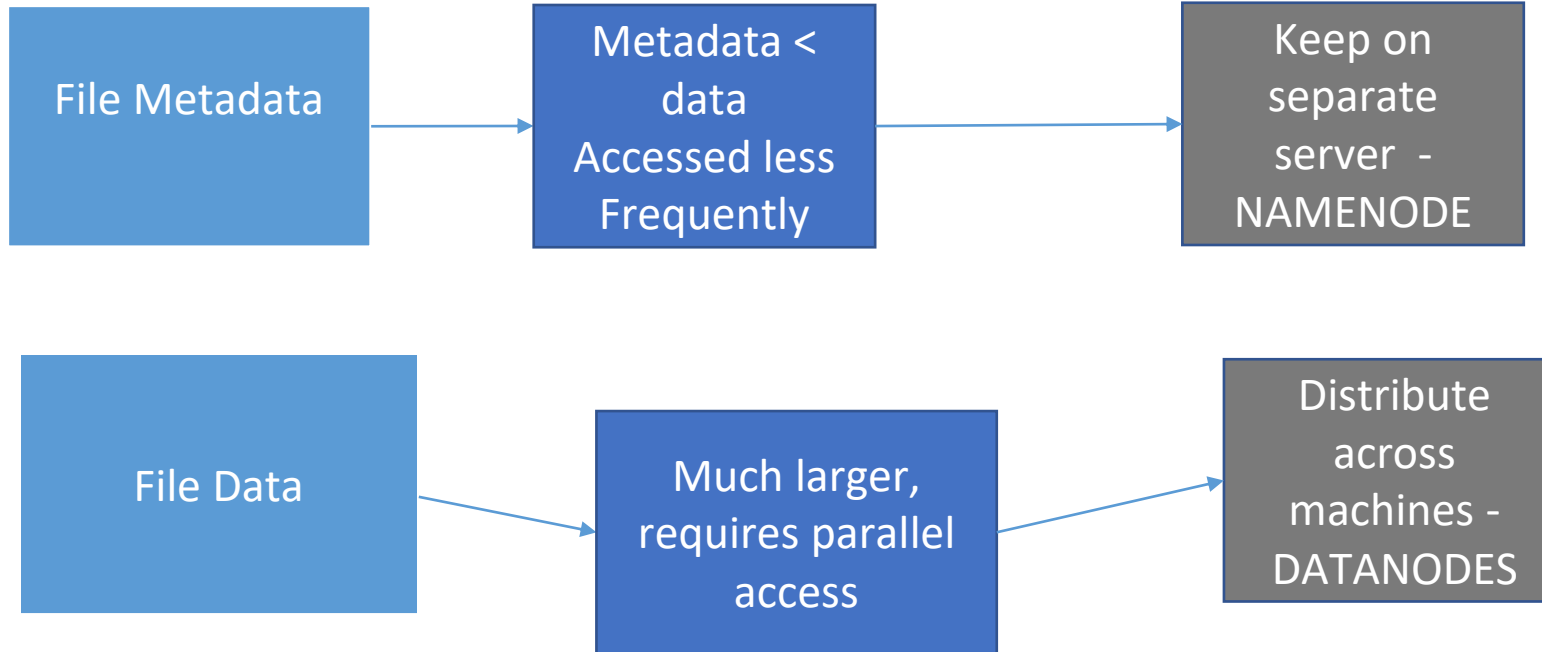 File Metadata
Metadata <
data
Accessed less
Frequently
Keep on
separate
server -
NAMENODE
File Data
Much larger,
requires parallel
access
Distribute
across
machines -
DATANODES